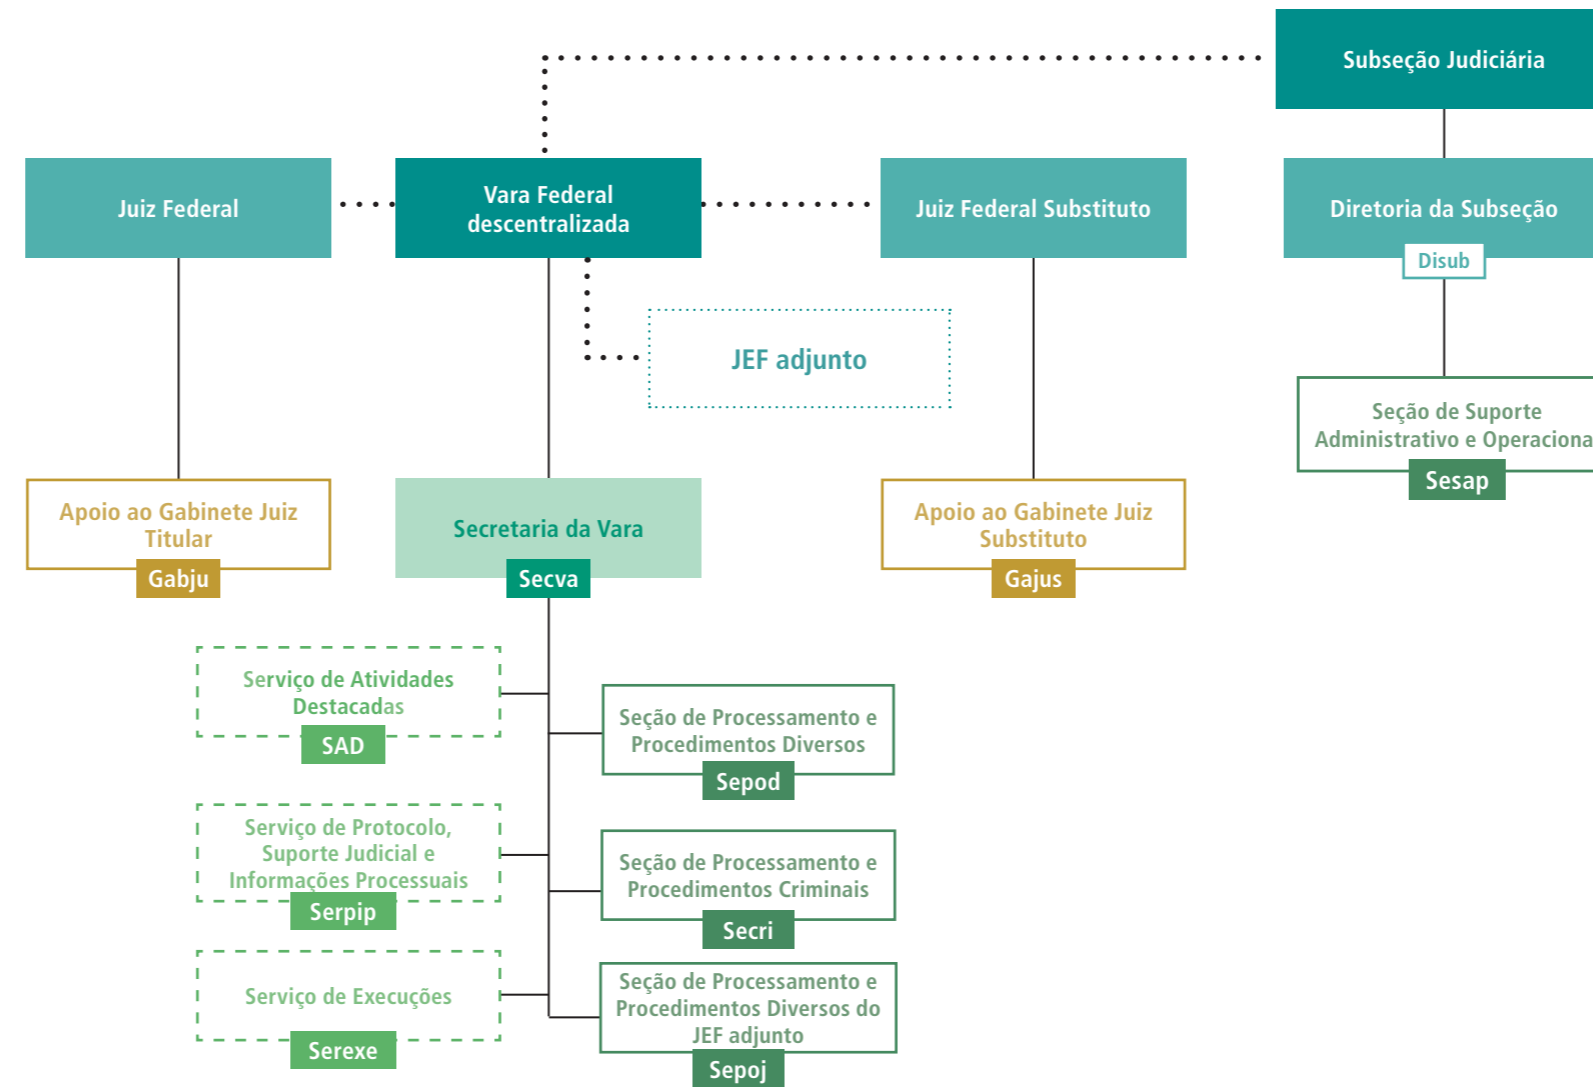 Subseção Judiciária
Juiz Federal
Vara Federal
descentralizada
Juiz Federal Substituto
Diretoria da Subseção
Disub
JEF adjunto
Seção de Suporte
Administrativo e Operaciona
Sesap
Apoio ao Gabinete Juiz
Titular
Gabju
Secretaria da Vara
Secva
Apoio ao Gabinete Juiz
Substituto
Gajus
Serviço de Atividades
Destacadas
SAD
Seção de Processamento e
Procedimentos Diversos
Sepod
Serviço de Protocolo,
Suporte Judicial e
Informações Processuais
Serpip
Seção de Processamento e
Procedimentos Criminais
Secri
Serviço de Execuções
Serexe
Seção de Processamento e
Procedimentos Diversos do
JEF adjunto
Sepoj